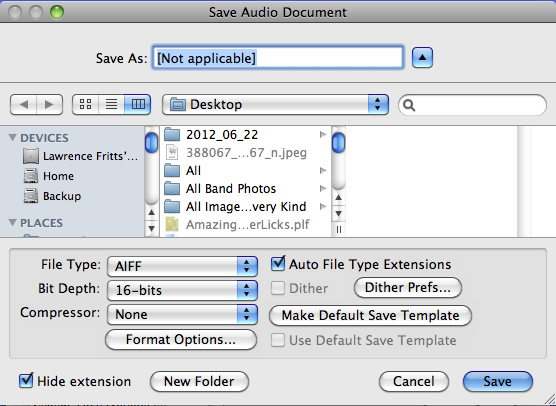 Save Audio Document
Save As: [Not applicable]
Desktop
DEVICES
Lawrence Fritts'...
Home
Backup
PLACES
2012_06_22
388067_...67_n.jpeg
All
All Band Photos
All Image...very Kind
Amazing...erLicks.plf
File Type: AIFF
Auto File Type Extensions
Bit Depth: 16-bits
Dither
Dither Prefs...
Compressor: None
Make Default Save Template
Format Options...
Use Default Save Template
Hide extension
New Folder
Cancel
Save